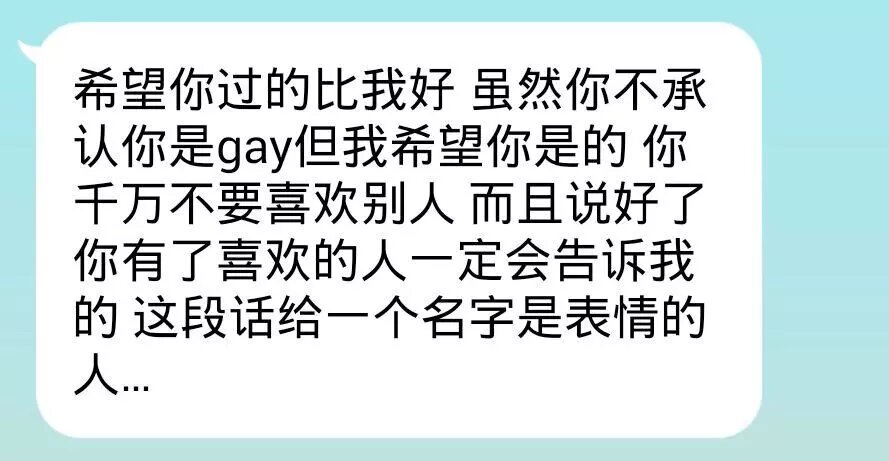 希望你过的比我好 虽然你不承
认你是gay但我希望你是的 你
千万不要喜欢别人 而且说好了
你有了喜欢的人一定会告诉我
的 这段话给一个名字是表情的
人...